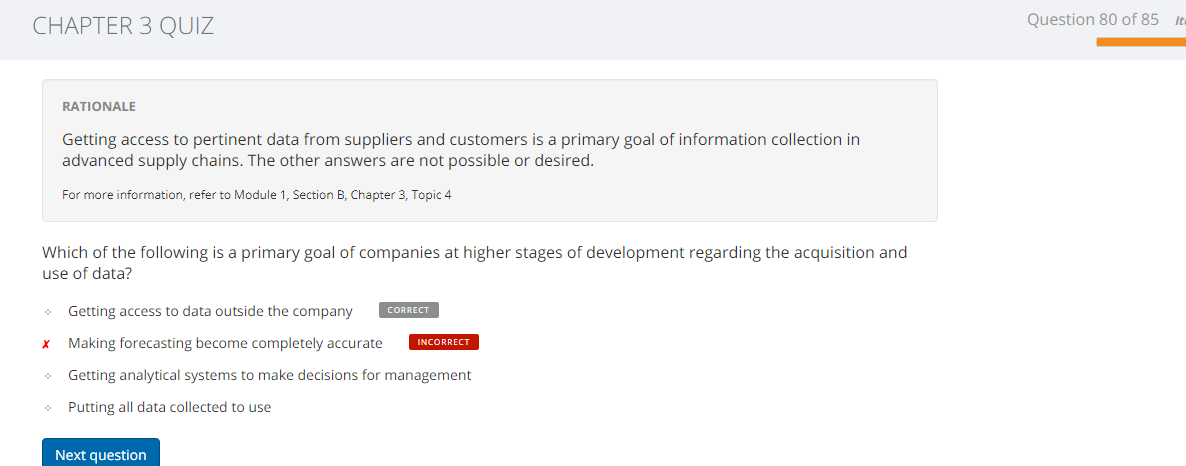 CHAPTER 3 QUIZ
Question 80 of 85
RATIONALE
Getting access to pertinent data from suppliers and customers is a primary goal of information collection in
advanced supply chains. The other answers are not possible or desired.
For more information, refer to Module 1, Section B, Chapter 3, Topic 4
Which of the following is a primary goal of companies at higher stages of development regarding the acquisition and
use of data?
Getting access to data outside the company CORRECT
Making forecasting become completely accurate INCORRECT
Getting analytical systems to make decisions for management
Putting all data collected to use
Next question